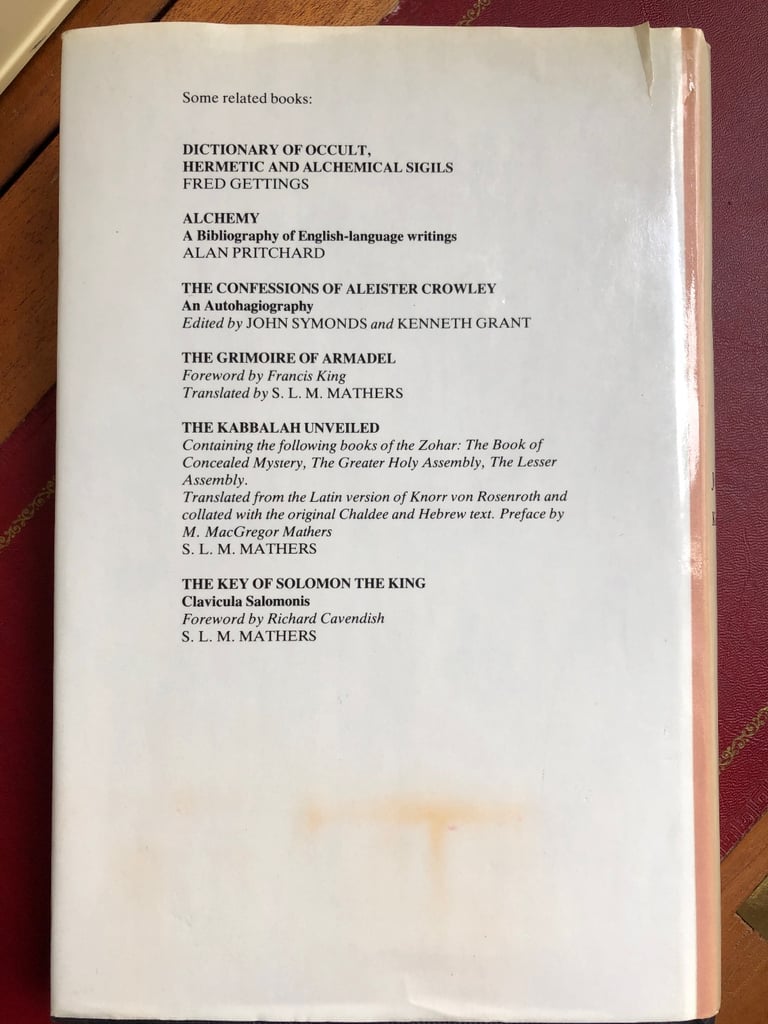 Some related books:
DICTIONARY OF OCCULT,
HERMETIC AND ALCHEMICAL SIGILS
FRED GETTINGS
ALCHEMY
A Bibliography of English-language writings
ALAN PRITCHARD
THE CONFESSIONS OF ALEISTER CROWLEY
An Autohagiography
Edited by JOHN SYMONDS and KENNETH GRANT
THE GRIMOIRE OF ARMADEL
Foreword by Francis King
Translated by S. L. M. MATHERS
THE KABBALAH UNVEILED
Containing the following books of the Zohar: The Book of
Concealed Mystery, The Greater Holy Assembly, The Lesser
Assembly.
Translated from the Latin version of Knorr von Rosenroth and
collated with the original Chaldee and Hebrew text. Preface by
M. MacGregor Mathers
S. L. M. MATHERS
THE KEY OF SOLOMON THE KING
Clavicula Salomonis
Foreword by Richard Cavendish
S. L. M. MATHERS